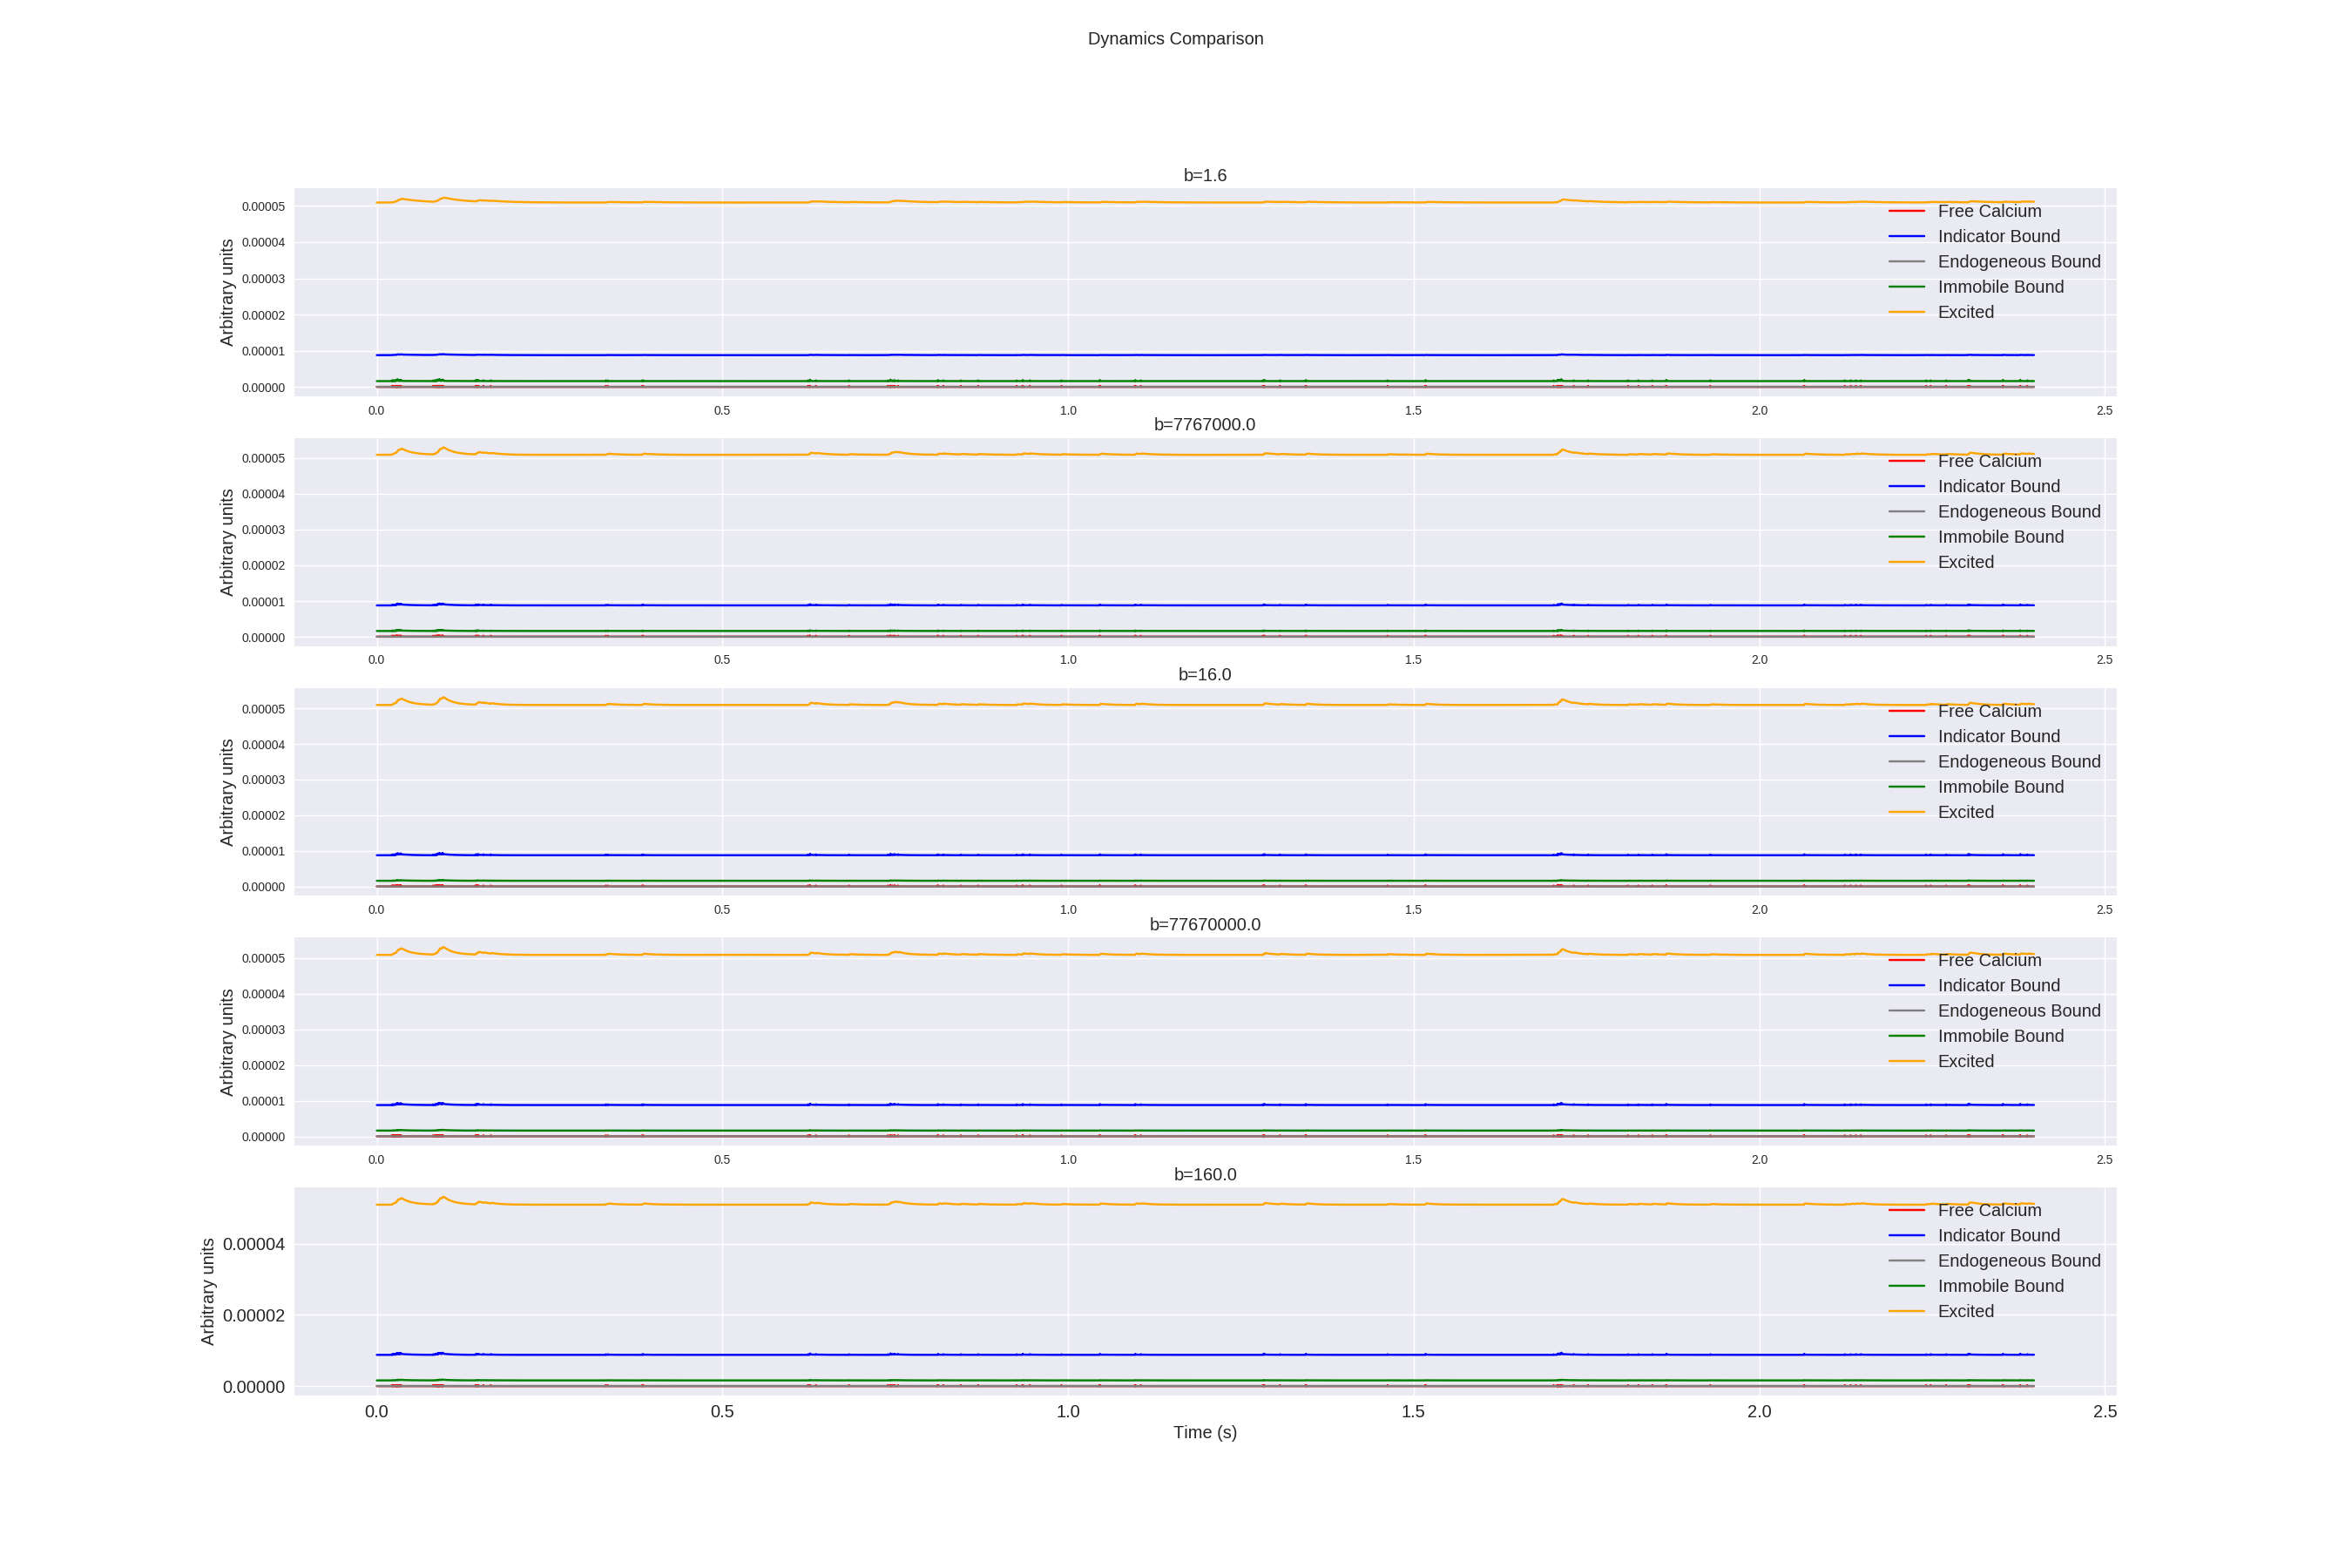 Dynamics Comparison
b=1.6
Arbitrary units
0.00005
0.00004
0.00003
0.00002
0.00001
0.00000
Free Calcium
Indicator Bound
Endogeneous Bound
Immobile Bound
Excited
0.0 0.5 1.0 1.5 2.0 2.5
b=7767000.0
Arbitrary units
0.00005
0.00004
0.00003
0.00002
0.00001
0.00000
Free Calcium
Indicator Bound
Endogeneous Bound
Immobile Bound
Excited
0.0 0.5 1.0 1.5 2.0 2.5
b=16.0
Arbitrary units
0.00005
0.00004
0.00003
0.00002
0.00001
0.00000
Free Calcium
Indicator Bound
Endogeneous Bound
Immobile Bound
Excited
0.0 0.5 1.0 1.5 2.0 2.5
b=77670000.0
Arbitrary units
0.00005
0.00004
0.00003
0.00002
0.00001
0.00000
Free Calcium
Indicator Bound
Endogeneous Bound
Immobile Bound
Excited
0.0 0.5 1.0 1.5 2.0 2.5
b=160.0
Arbitrary units
0.00004
0.00002
0.00000
Free Calcium
Indicator Bound
Endogeneous Bound
Immobile Bound
Excited
0.0 0.5 1.0 1.5 2.0 2.5
Time (s)